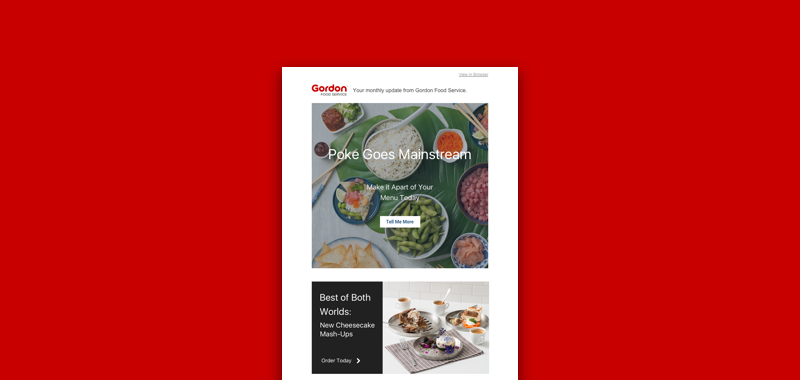 View in Browser
Gordon
FOOD SERVICE
Your monthly update from Gordon Food Service.
Poke Goes Mainstream
Make It Apart of Your
Menu Today
Tell Me More
Best of Both
Worlds:
New Cheesecake
Mash-Ups
Order Today